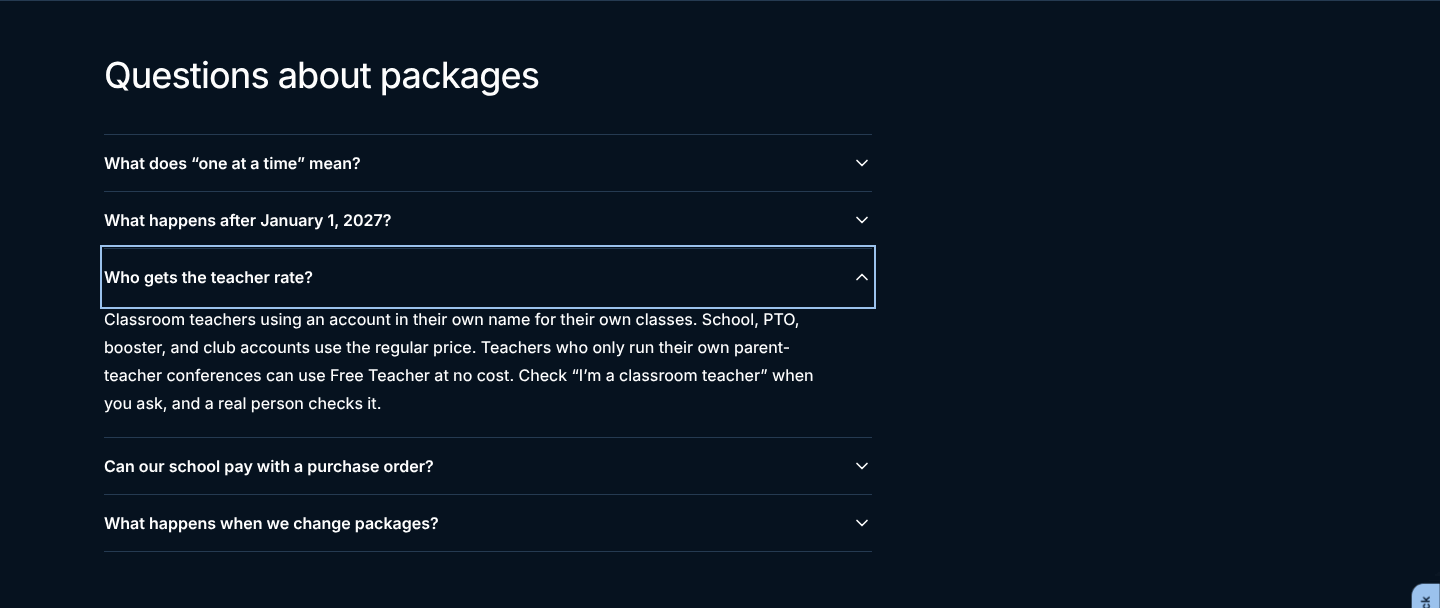 Questions about packages
What does “one at a time” mean?
What happens after January 1, 2027?
Who gets the teacher rate?
Classroom teachers using an account in their own name for their own classes. School, PTO,
booster, and club accounts use the regular price. Teachers who only run their own parent-
teacher conferences can use Free Teacher at no cost. Check “I’m a classroom teacher” when
you ask, and a real person checks it.
Can our school pay with a purchase order?
What happens when we change packages?